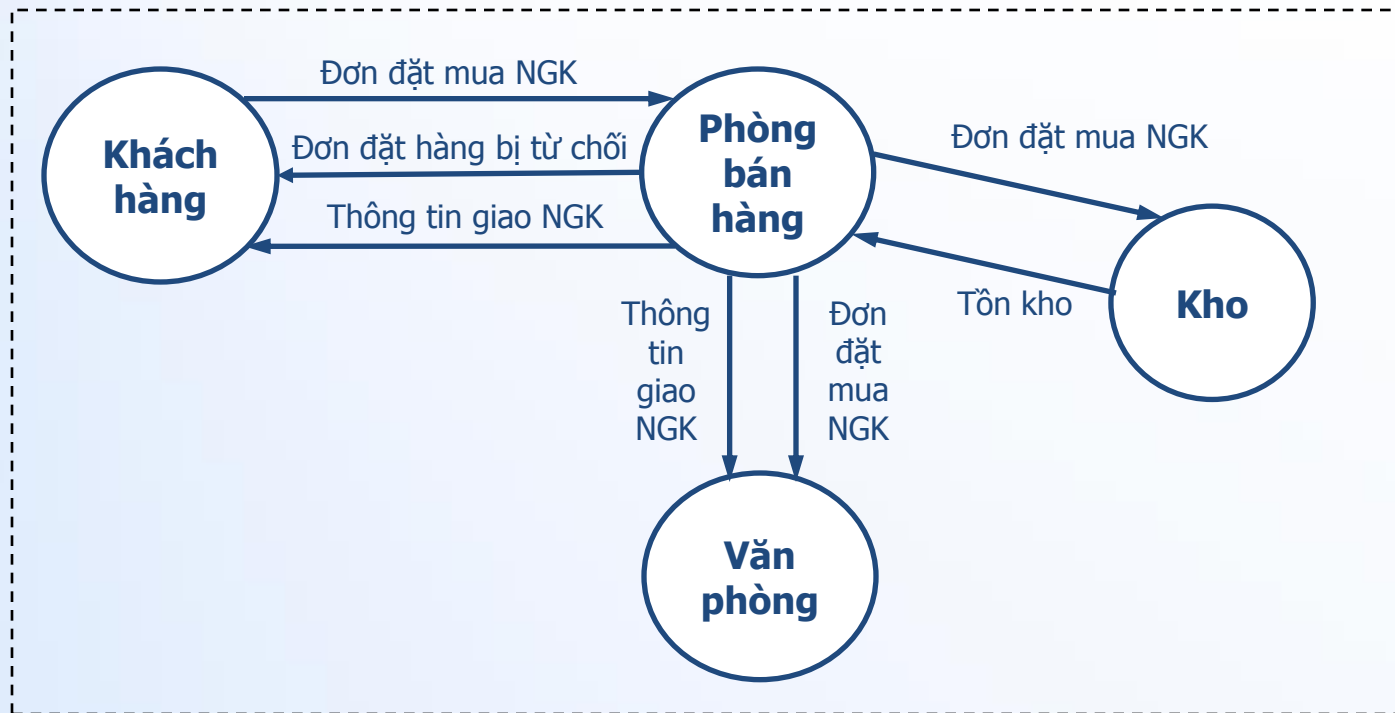 Đơn đặt mua NGK
Khách
hàng
Đơn đặt hàng bị từ chối
Thông tin giao NGK
Phòng
bán
hàng
Đơn đặt mua NGK
Tồn kho
Kho
Thông
tin
giao
NGK
Đơn
đặt
mua
NGK
Văn
phòng